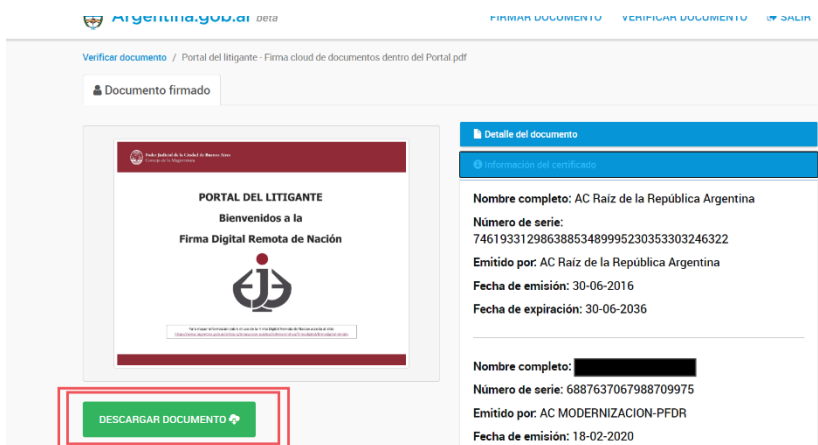 Argentina.gob.ar beta
FIRMAR DOCUMENTO VERIFICAR DOCUMENTO SALIR
Verificar documento / Portal del litigante - Firma cloud de documentos dentro del Portal.pdf
Documento firmado
Poder Judicial de la Ciudad de Buenos Aires
Consejo de la Magistratura
PORTAL DEL LITIGANTE
Bienvenidos a la
Firma Digital Remota de Nación
DESCARGAR DOCUMENTO
Detalle del documento
Información del certificado
Nombre completo: AC Raíz de la República Argentina
Número de serie:
7461933129863885348999523035330324632​2
Emitido por: AC Raíz de la República Argentina
Fecha de emisión: 30-06-2016
Fecha de expiración: 30-06-2036
Nombre completo:
Número de serie: 6887637067988709975
Emitido por: AC MODERNIZACION-PFDR
Fecha de emisión: 18-02-2020